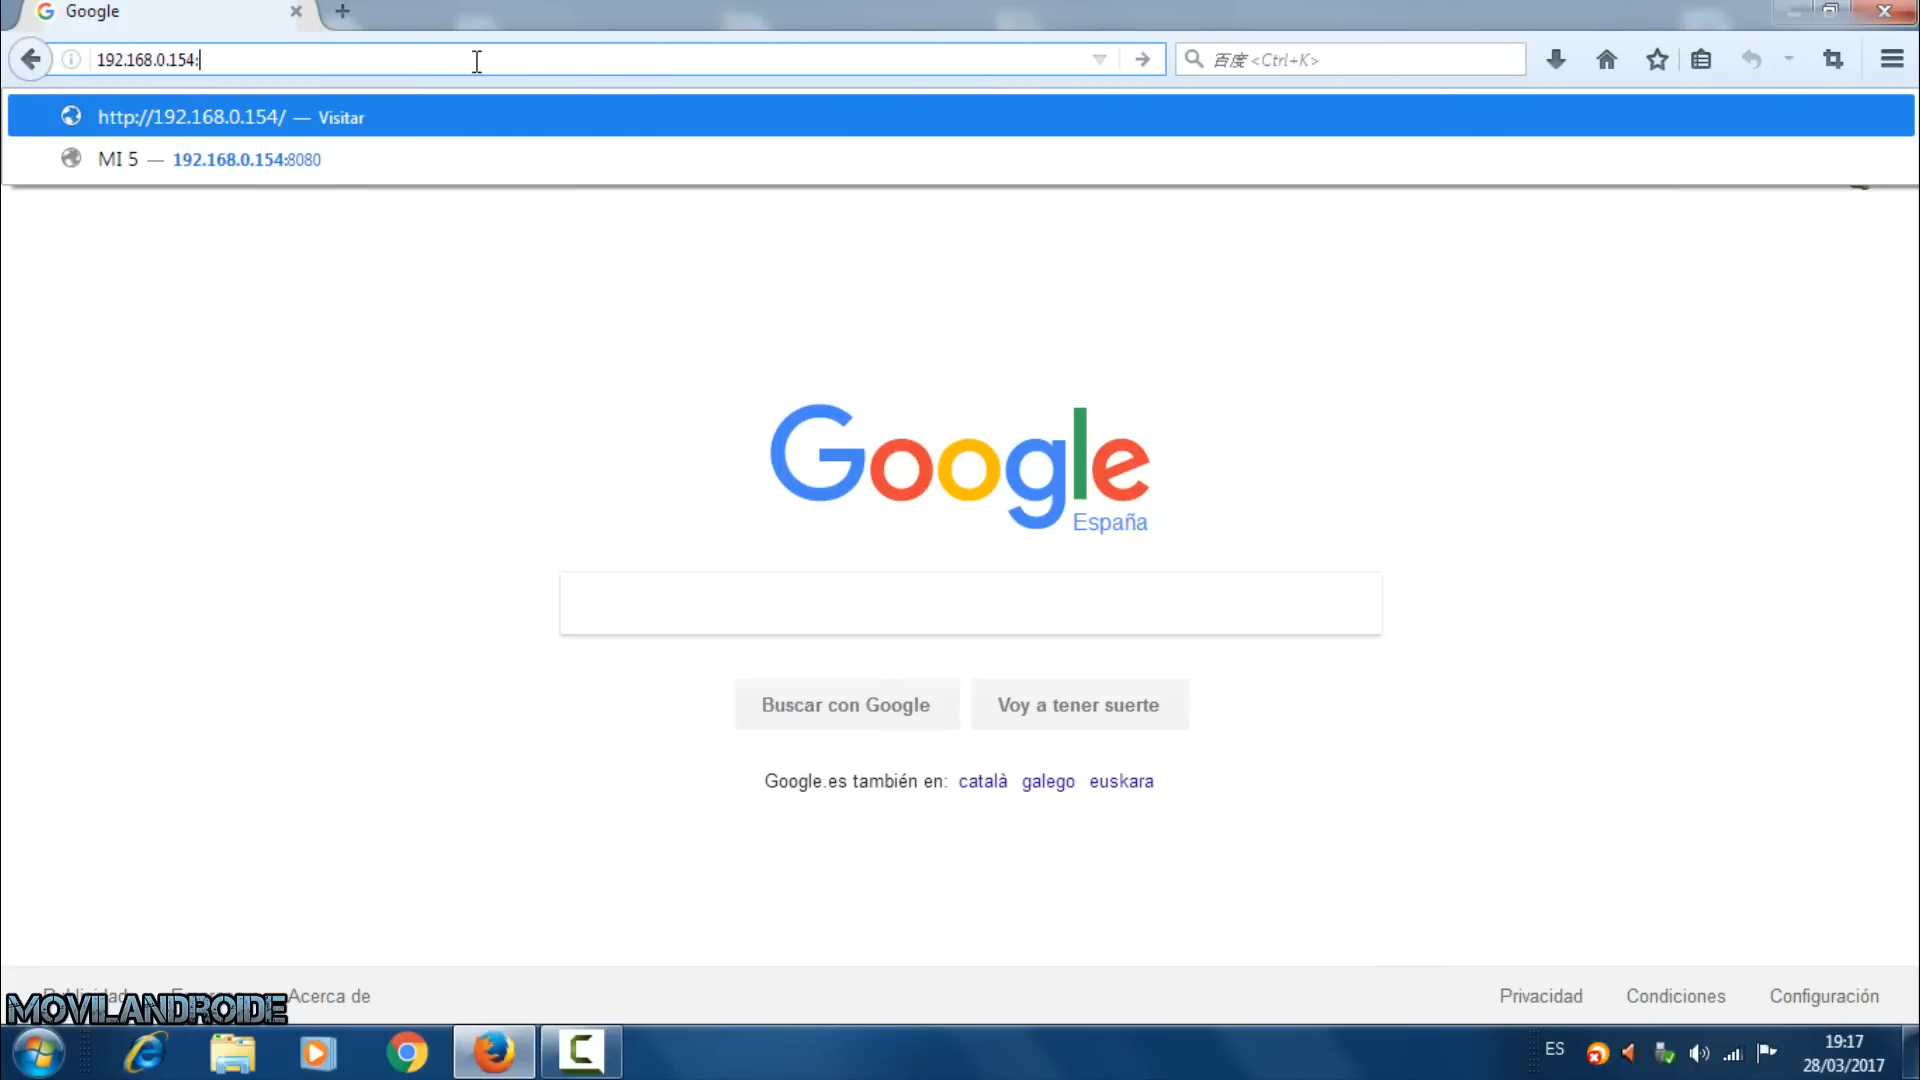 Google
192.168.0.154:
百度 <Ctrl+K>
http://192.168.0.154/ — Visitar
MI 5 — 192.168.0.154:8080
Google
España
Buscar con Google
Voy a tener suerte
Google.es también en: català galego euskara
Acerca de
Privacidad
Condiciones
Configuración
MOVILANDROIDE
ES
19:17
28/03/2017